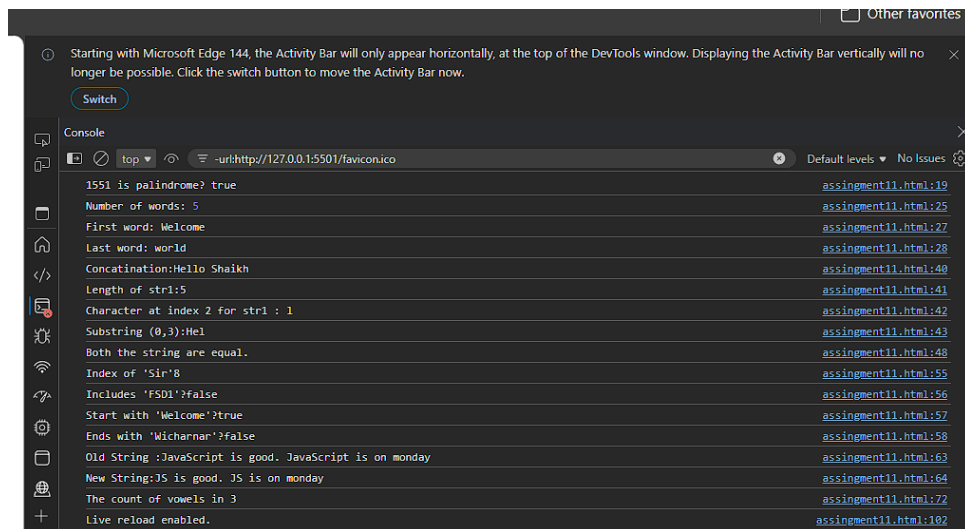 Other favorites
Starting with Microsoft Edge 144, the Activity Bar will only appear horizontally, at the top of the DevTools window. Displaying the Activity Bar vertically will no
longer be possible. Click the switch button to move the Activity Bar now.
Switch
Console
top -url:http://127.0.0.1:5501/favicon.ico Default levels No Issues
1551 is palindrome? true assingment11.html:19
Number of words: 5 assingment11.html:25
First word: Welcome assingment11.html:27
Last word: world assingment11.html:28
Concatination:Hello Shaikh assingment11.html:40
Length of str1:5 assingment11.html:41
Character at index 2 for str1 : l assingment11.html:42
Substring (0,3):Hel assingment11.html:43
Both the string are equal. assingment11.html:48
Index of 'Sir'8 assingment11.html:55
Includes 'FSD1'?false assingment11.html:56
Start with 'Welcome'?true assingment11.html:57
Ends with 'Wicharnar'?false assingment11.html:58
Old String :JavaScript is good. JavaScript is on monday assingment11.html:63
New String:JS is good. JS is on monday assingment11.html:64
The count of vowels in 3 assingment11.html:72
Live reload enabled. assingment11.html:102